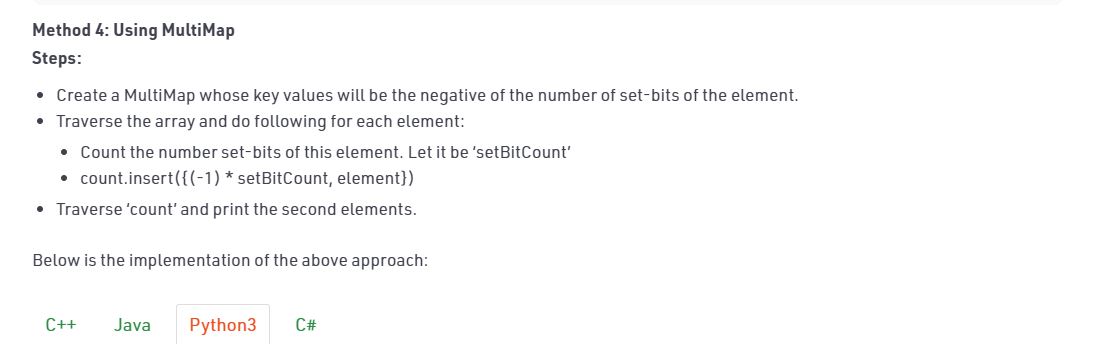 Method 4: Using MultiMap
Steps:
• Create a MultiMap whose key values will be the negative of the number of set-bits of the element.
• Traverse the array and do following for each element:
• Count the number set-bits of this element. Let it be ‘setBitCount’
• count.insert({(-1) * setBitCount, element})
• Traverse ‘count’ and print the second elements.
Below is the implementation of the above approach:
C++ Java Python3 C#